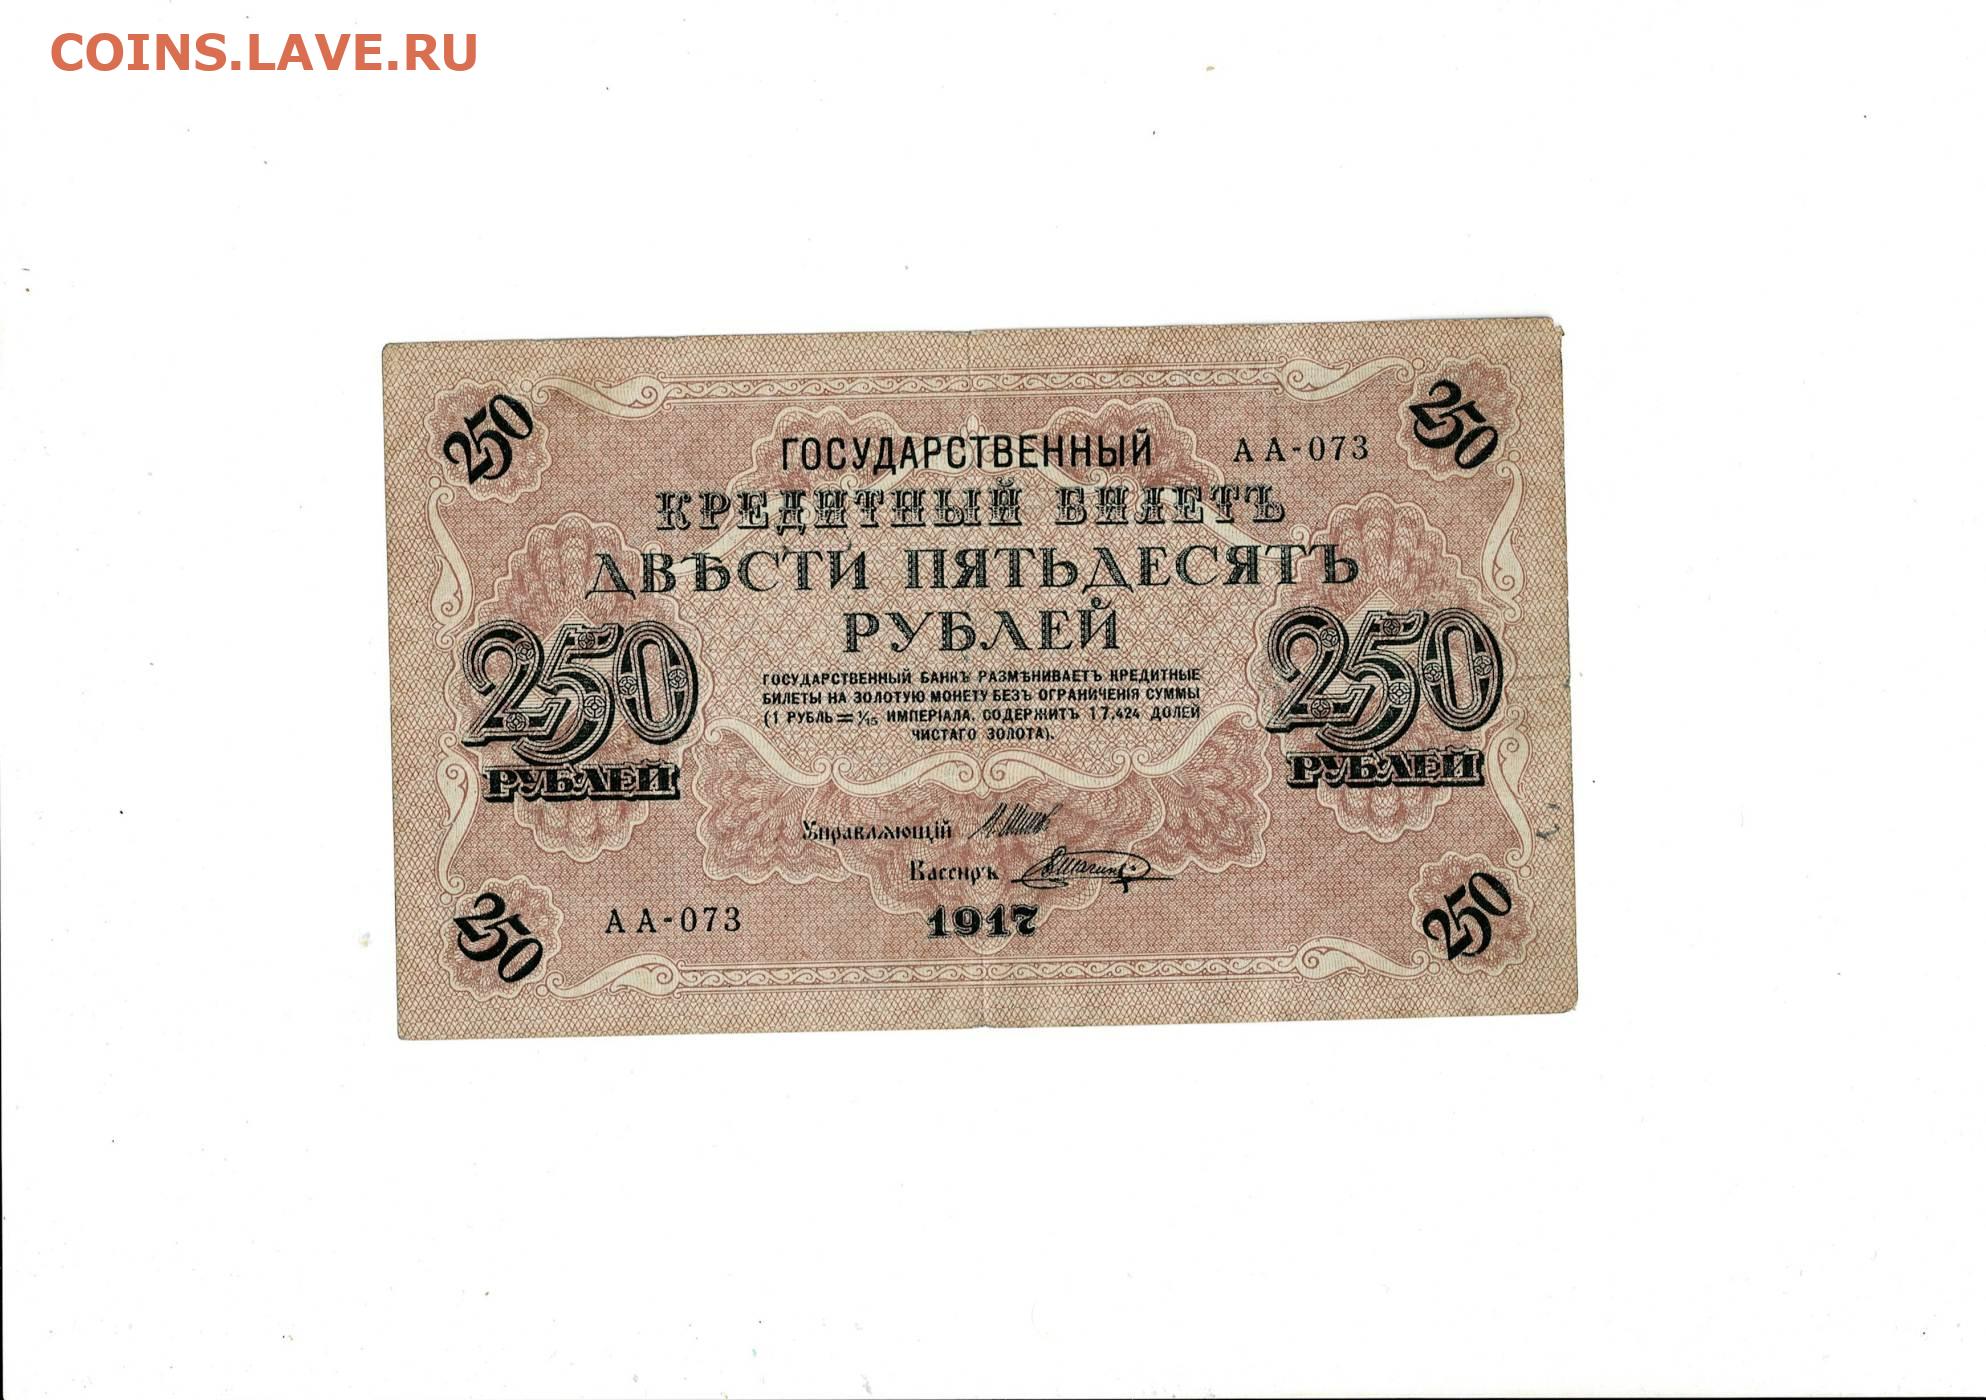 COINS.LAVE.RU
250
250
ГОСУДАРСТВЕННЫЙ
АА-073
КРЕДИТНЫЙ БИЛЕТЪ
ДВѢСТИ ПЯТЬДЕСЯТЪ
РУБЛЕЙ
250
РУБЛЕЙ
250
РУБЛЕЙ
ГОСУДАРСТВЕННЫЙ БАНКЪ РАЗМѢНИВАЕТЪ КРЕДИТНЫЕ
БИЛЕТЫ НА ЗОЛОТУЮ МОНЕТУ БЕЗЪ ОГРАНИЧЕНІЯ СУММЫ
(1 РУБЛЬ = 1/15 ИМПЕРІАЛА, СОДЕРЖИТЪ 17,424 ДОЛЕЙ
ЧИСТАГО ЗОЛОТА).
Управляющій
Кассиръ
АА-073
1917
250
250